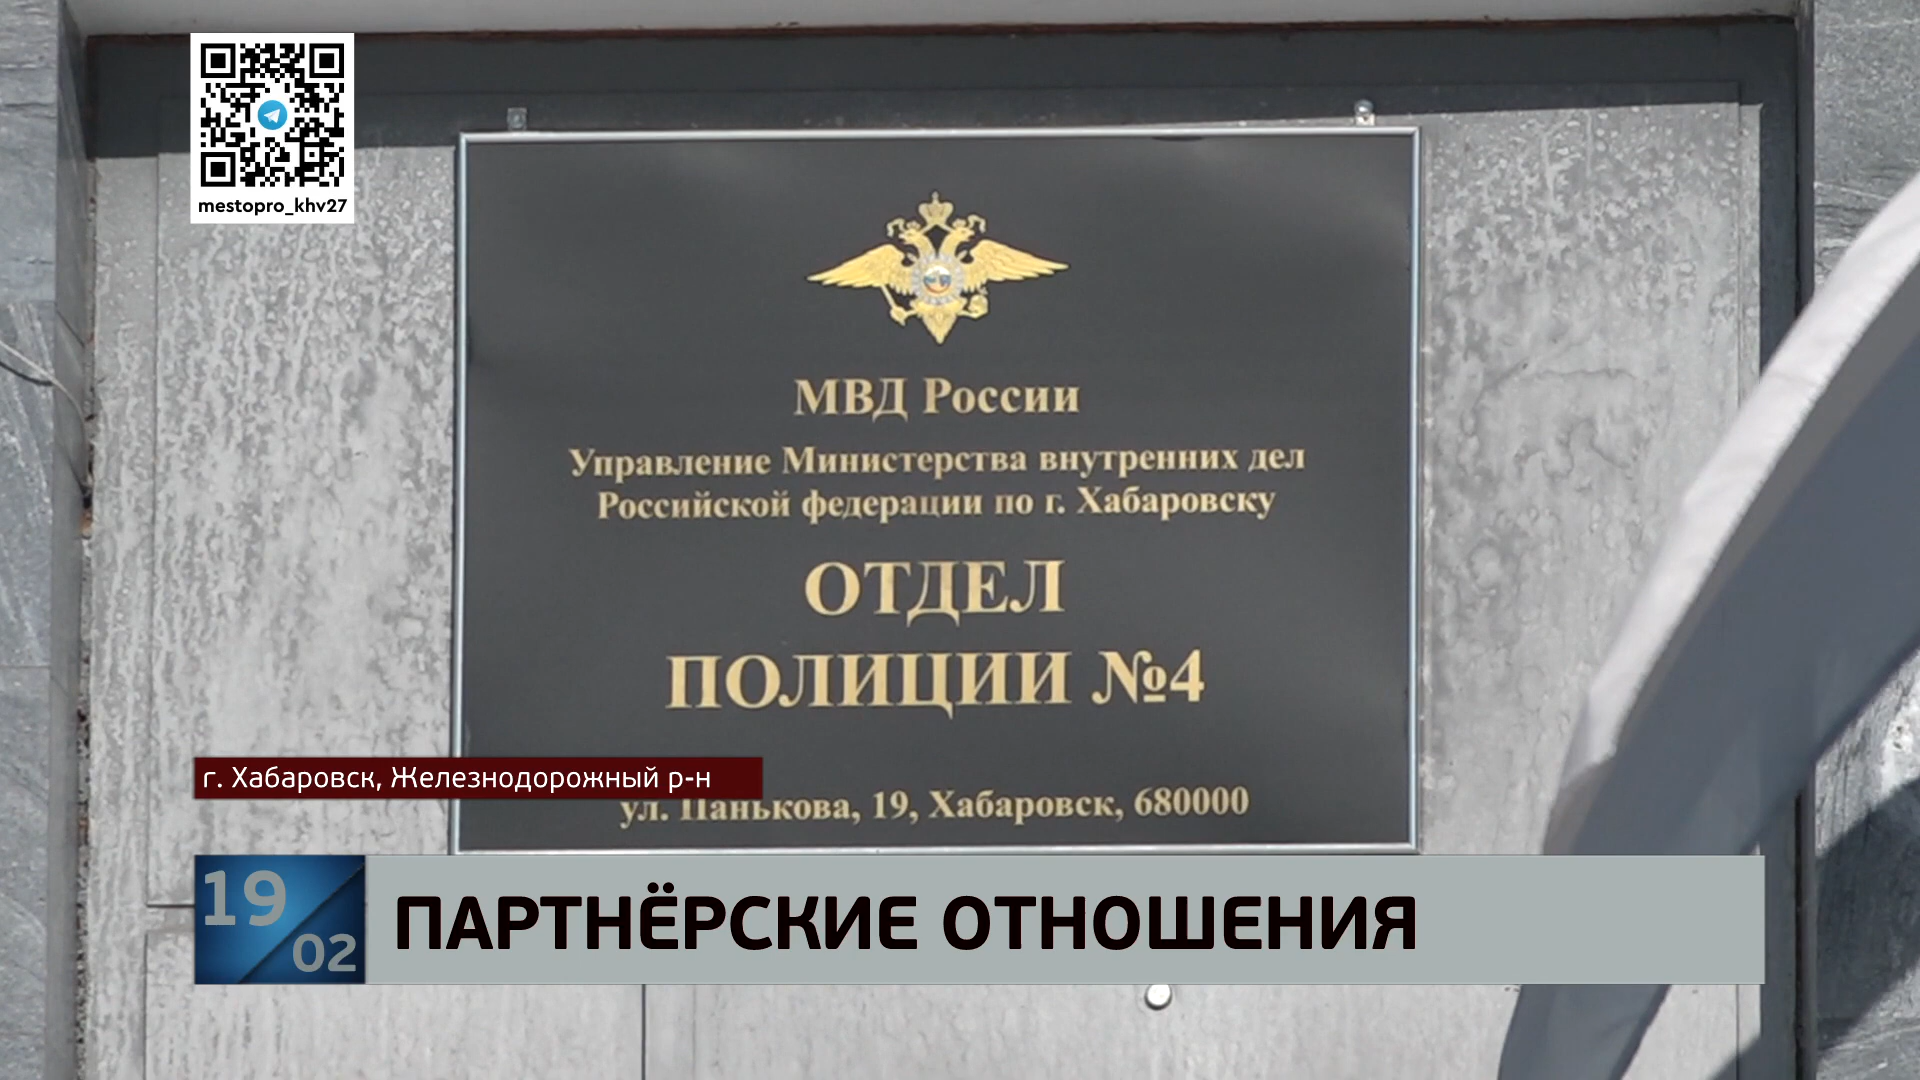 mestopro_khv27
МВД России
Управление Министерства внутренних дел
Российской федерации по г. Хабаровску
ОТДЕЛ
ПОЛИЦИИ №4
г. Хабаровск, Железнодорожный р-н
ул. Панькова, 19, Хабаровск, 680000
19
02
ПАРТНЁРСКИЕ ОТНОШЕНИЯ